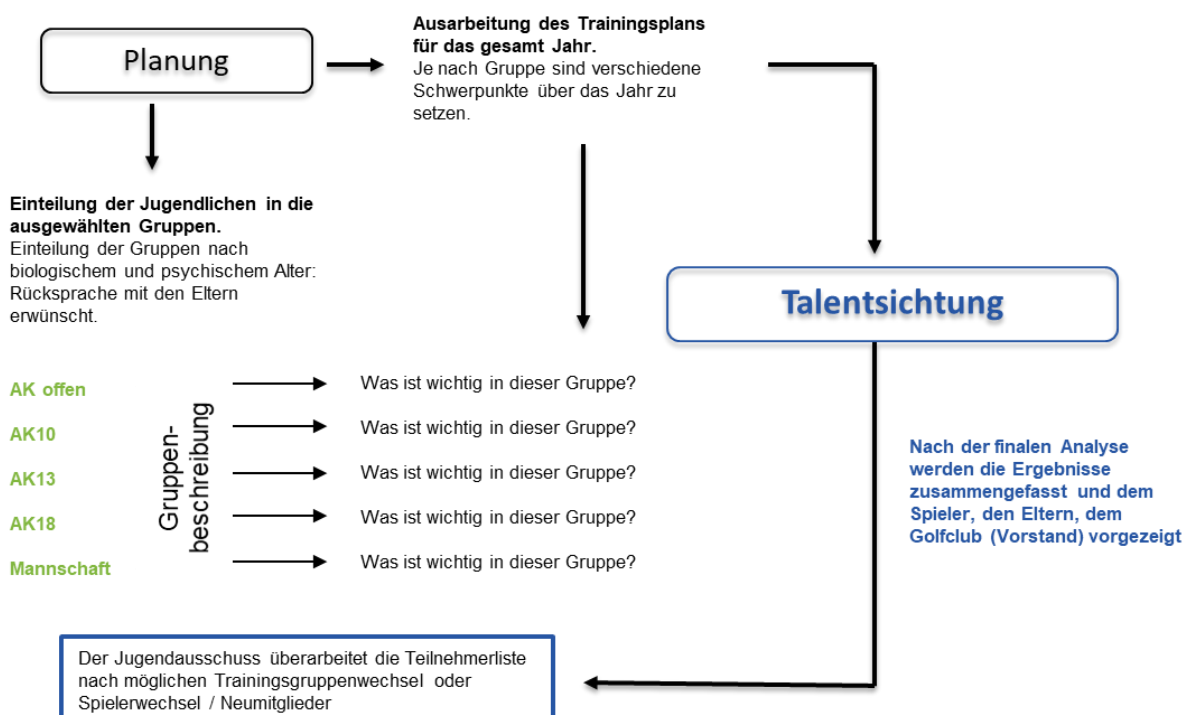 Planung
Ausarbeitung des Trainingsplans
für das gesamt Jahr.
Je nach Gruppe sind verschiedene
Schwerpunkte über das Jahr zu
setzen.
Einteilung der Jugendlichen in die
ausgewählten Gruppen.
Einteilung der Gruppen nach
biologischem und psychischem Alter:
Rücksprache mit den Eltern
erwünscht.
Talentsichtung
AK offen
AK10
AK13
AK18
Mannschaft
Gruppen-
beschreibung
Was ist wichtig in dieser Gruppe?
Was ist wichtig in dieser Gruppe?
Was ist wichtig in dieser Gruppe?
Was ist wichtig in dieser Gruppe?
Was ist wichtig in dieser Gruppe?
Nach der finalen Analyse
werden die Ergebnisse
zusammengefasst und dem
Spieler, den Eltern, dem
Golfclub (Vorstand) vorgezeigt
Der Jugendausschuss überarbeitet die Teilnehmerliste
nach möglichen Trainingsgruppenwechsel oder
Spielerwechsel / Neumitglieder